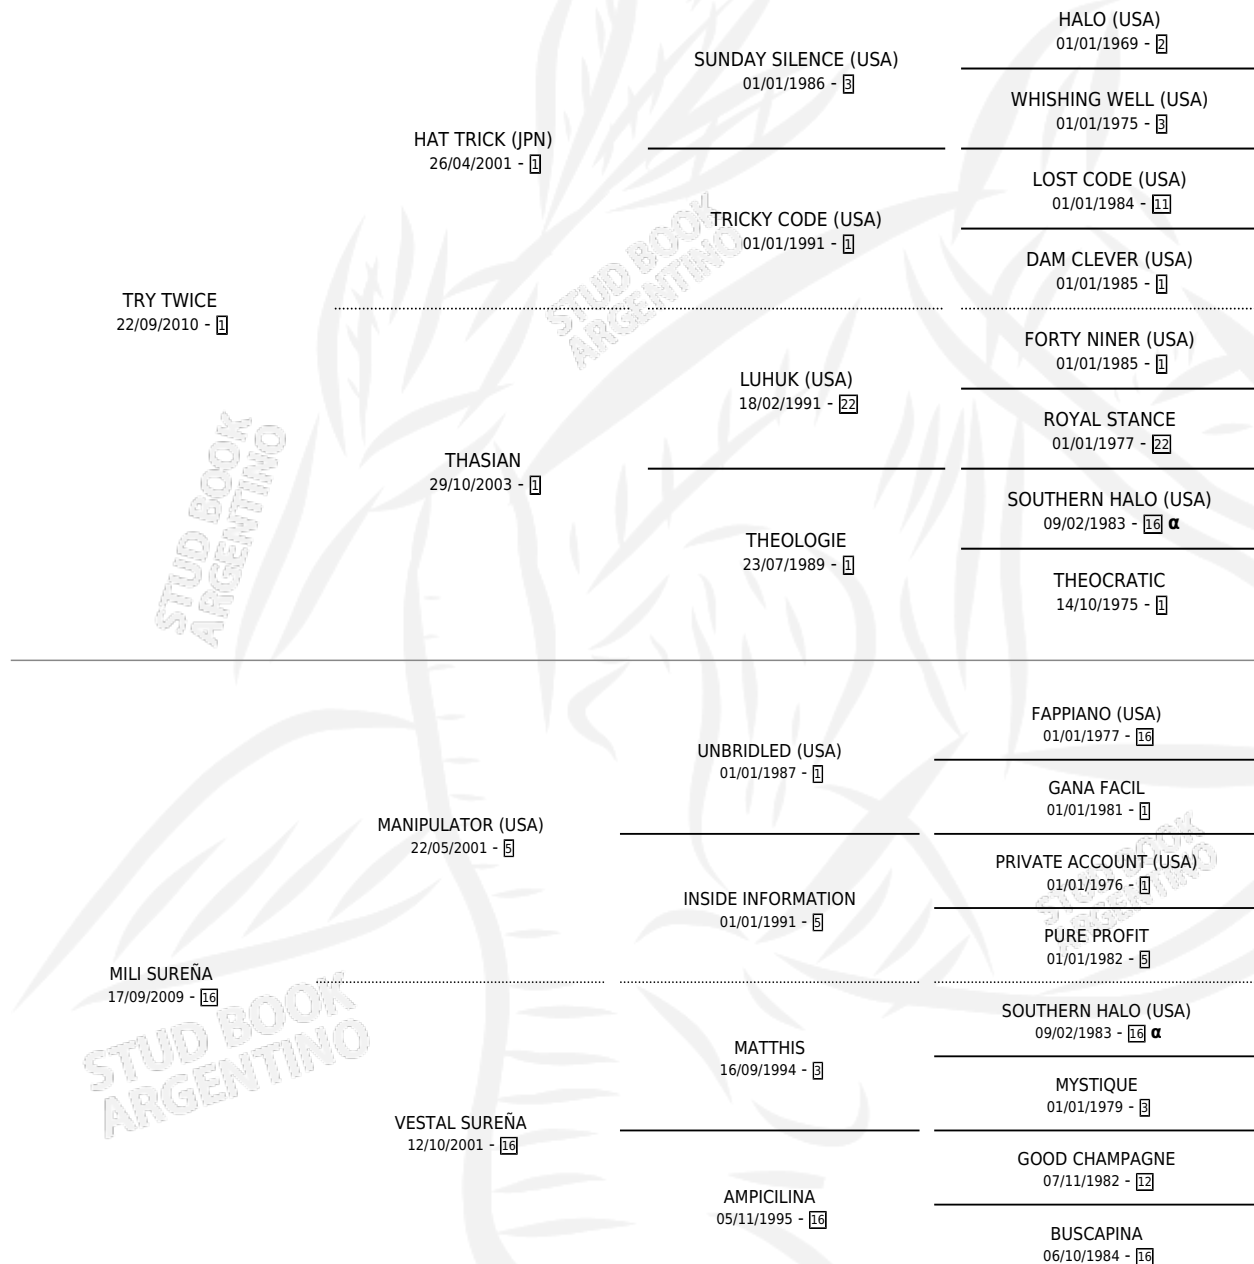 HALO (USA)
01/01/1969 - 2
SUNDAY SILENCE (USA)
01/01/1986 - 3
WHISHING WELL (USA)
01/01/1975 - 3
HAT TRICK (JPN)
26/04/2001 - 1
LOST CODE (USA)
01/01/1984 - 11
TRICKY CODE (USA)
01/01/1991 - 1
DAM CLEVER (USA)
01/01/1985 - 1
TRY TWICE
22/09/2010 - 1
FORTY NINER (USA)
01/01/1985 - 1
LUHUK (USA)
18/02/1991 - 22
ROYAL STANCE
01/01/1977 - 22
THASIAN
29/10/2003 - 1
SOUTHERN HALO (USA)
09/02/1983 - 16 α
THEOLOGIE
23/07/1989 - 1
THEOCRATIC
14/10/1975 - 1
FAPPIANO (USA)
01/01/1977 - 16
UNBRIDLED (USA)
01/01/1987 - 1
GANA FACIL
01/01/1981 - 1
MANIPULATOR (USA)
22/05/2001 - 5
PRIVATE ACCOUNT (USA)
01/01/1976 - 1
INSIDE INFORMATION
01/01/1991 - 5
PURE PROFIT
01/01/1982 - 5
MILI SUREÑA
17/09/2009 - 16
SOUTHERN HALO (USA)
09/02/1983 - 16 α
MATTHIS
16/09/1994 - 3
MYSTIQUE
01/01/1979 - 3
VESTAL SUREÑA
12/10/2001 - 16
GOOD CHAMPAGNE
07/11/1982 - 12
AMPICILINA
05/11/1995 - 16
BUSCAPINA
06/10/1984 - 16
STUD BOOK
ARGENTINO
STUD BOOK
ARGENTINO
STUD BOOK
ARGENTINO
STUD BOOK
ARGENTINO